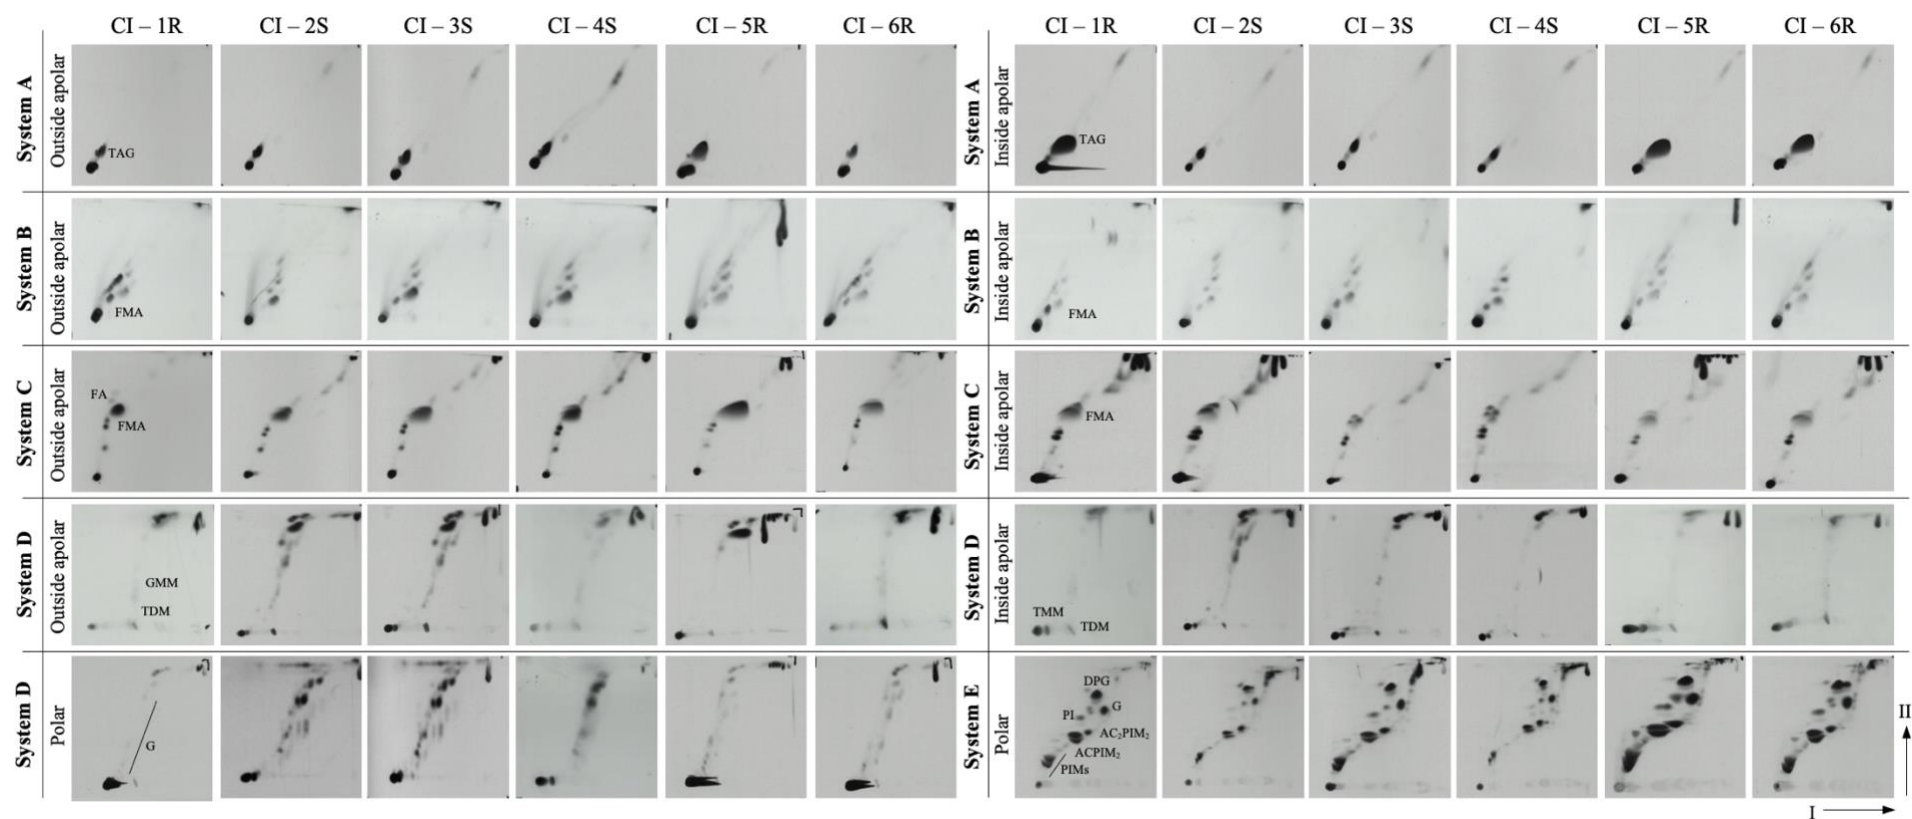 CI – 1R CI – 2S CI – 3S CI – 4S CI – 5R CI – 6R CI – 1R CI – 2S CI – 3S CI – 4S CI – 5R CI – 6R
System A
Outside apolar
TAG
System A
Inside apolar
TAG
System B
Outside apolar
FMA
System B
Inside apolar
FMA
System C
Outside apolar
FA
FMA
System C
Inside apolar
FMA
System D
Outside apolar
GMM
TDM
System D
Inside apolar
TMM
TDM
System D
Polar
G
System E
Polar
DPG
PI
G
AC₂PIM₂
ACPIM₂
PIMs
II
I